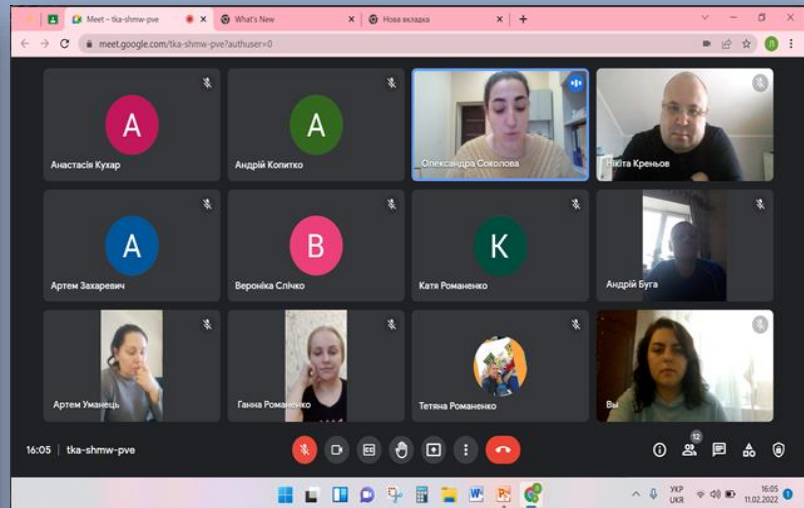 Meet – tka-shmw-pve
What's New
Нова вкладка
meet.google.com/tka-shmw-pve?authuser=0
Л
А
Анастасія Кухар
А
Андрій Копитко
Олександра Соколова
Нікіта Креньов
А
Артем Захаревич
В
Вероніка Слічко
К
Катя Романенко
Андрій Буга
Артем Уманець
Ганна Романенко
Тетяна Романенко
Вы
16:05 | tka-shmw-pve
12
УКР
UKR
16:05
11.02.2022
1